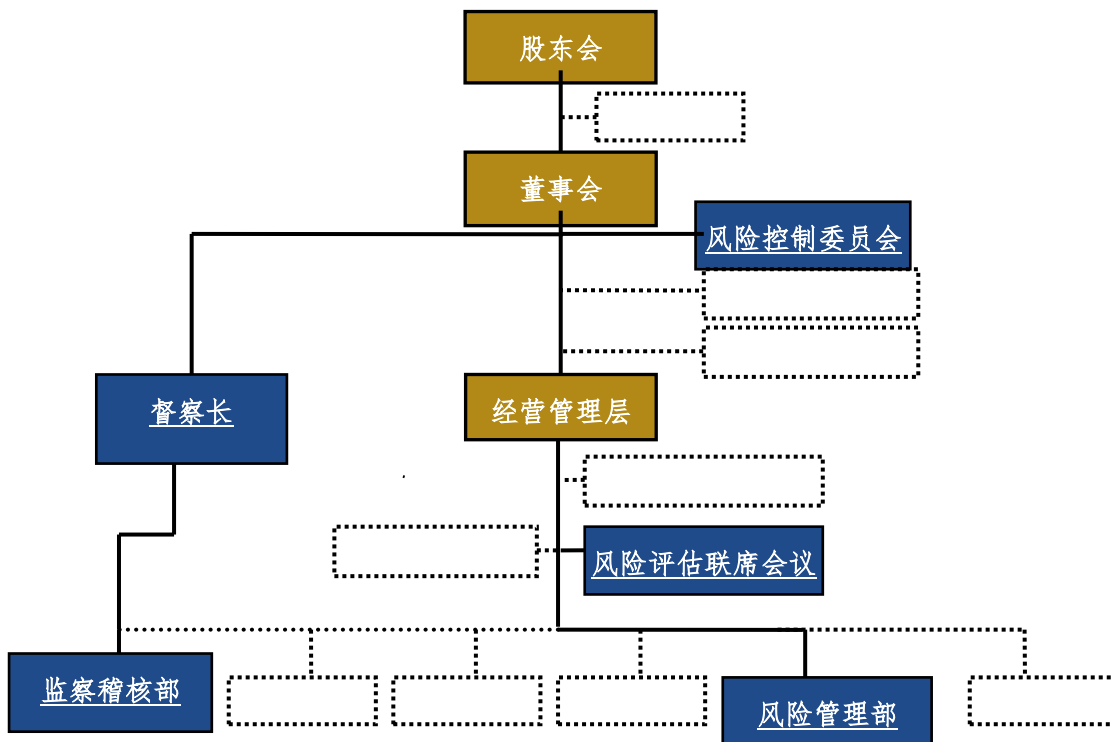 股东会
董事会
风险控制委员会
督察长
经营管理层
风险评估联席会议
监察稽核部
风险管理部